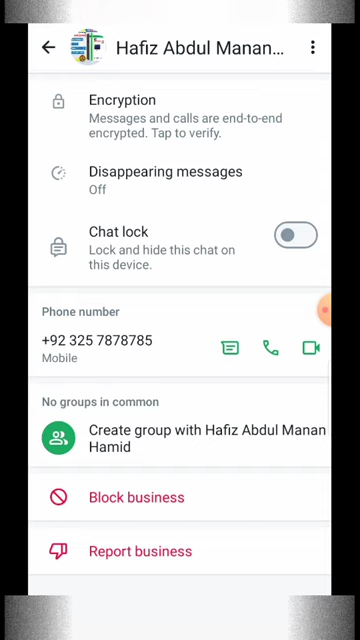 Hafiz Abdul Manan...
Encryption
Messages and calls are end-to-end
encrypted. Tap to verify.
Disappearing messages
Off
Chat lock
Lock and hide this chat on
this device.
Phone number
+92 325 7878785
Mobile
No groups in common
Create group with Hafiz Abdul Manan
Hamid
Block business
Report business